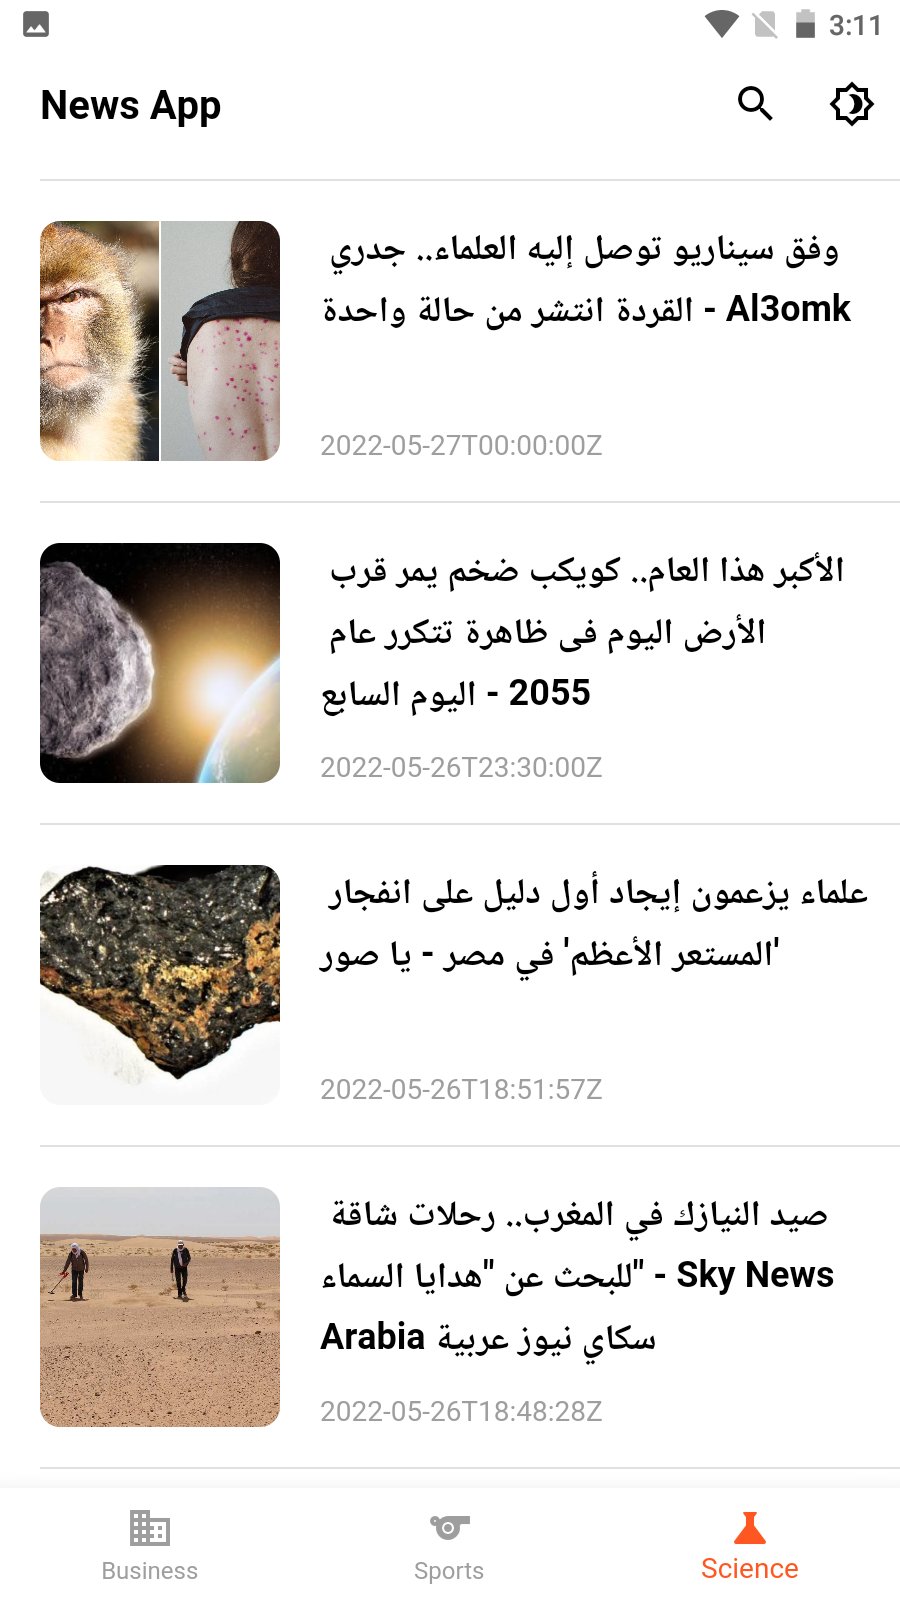 3:11
News App
وفق سيناريو توصل إليه العلماء.. جدري
القردة انتشر من حالة واحدة - Al3omk
2022-05-27T00:00:00Z
الأكبر هذا العام.. كويكب ضخم يمر قرب
الأرض اليوم فى ظاهرة تتكرر عام
2055 - اليوم السابع
2022-05-26T23:30:00Z
علماء يزعمون إيجاد أول دليل على انفجار
'المستعر الأعظم' في مصر - يا صور
2022-05-26T18:51:57Z
صيد النيازك في المغرب.. رحلات شاقة
للبحث عن "هدايا السماء" - Sky News
Arabia سكاي نيوز عربية
2022-05-26T18:48:28Z
Business
Sports
Science